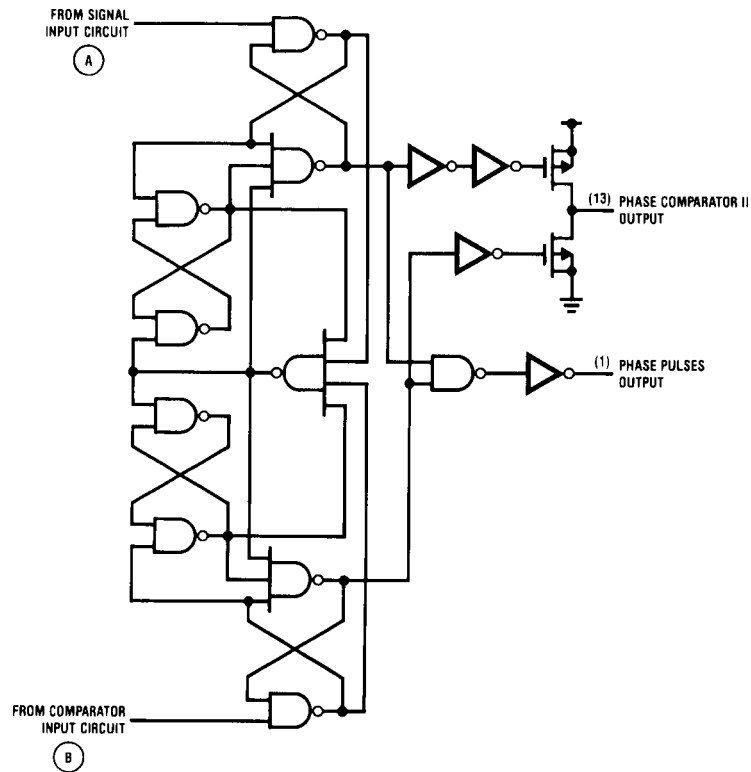 FROM SIGNAL
INPUT CIRCUIT
A
(13) PHASE COMPARATOR II
OUTPUT
(1) PHASE PULSES
OUTPUT
FROM COMPARATOR
INPUT CIRCUIT
B